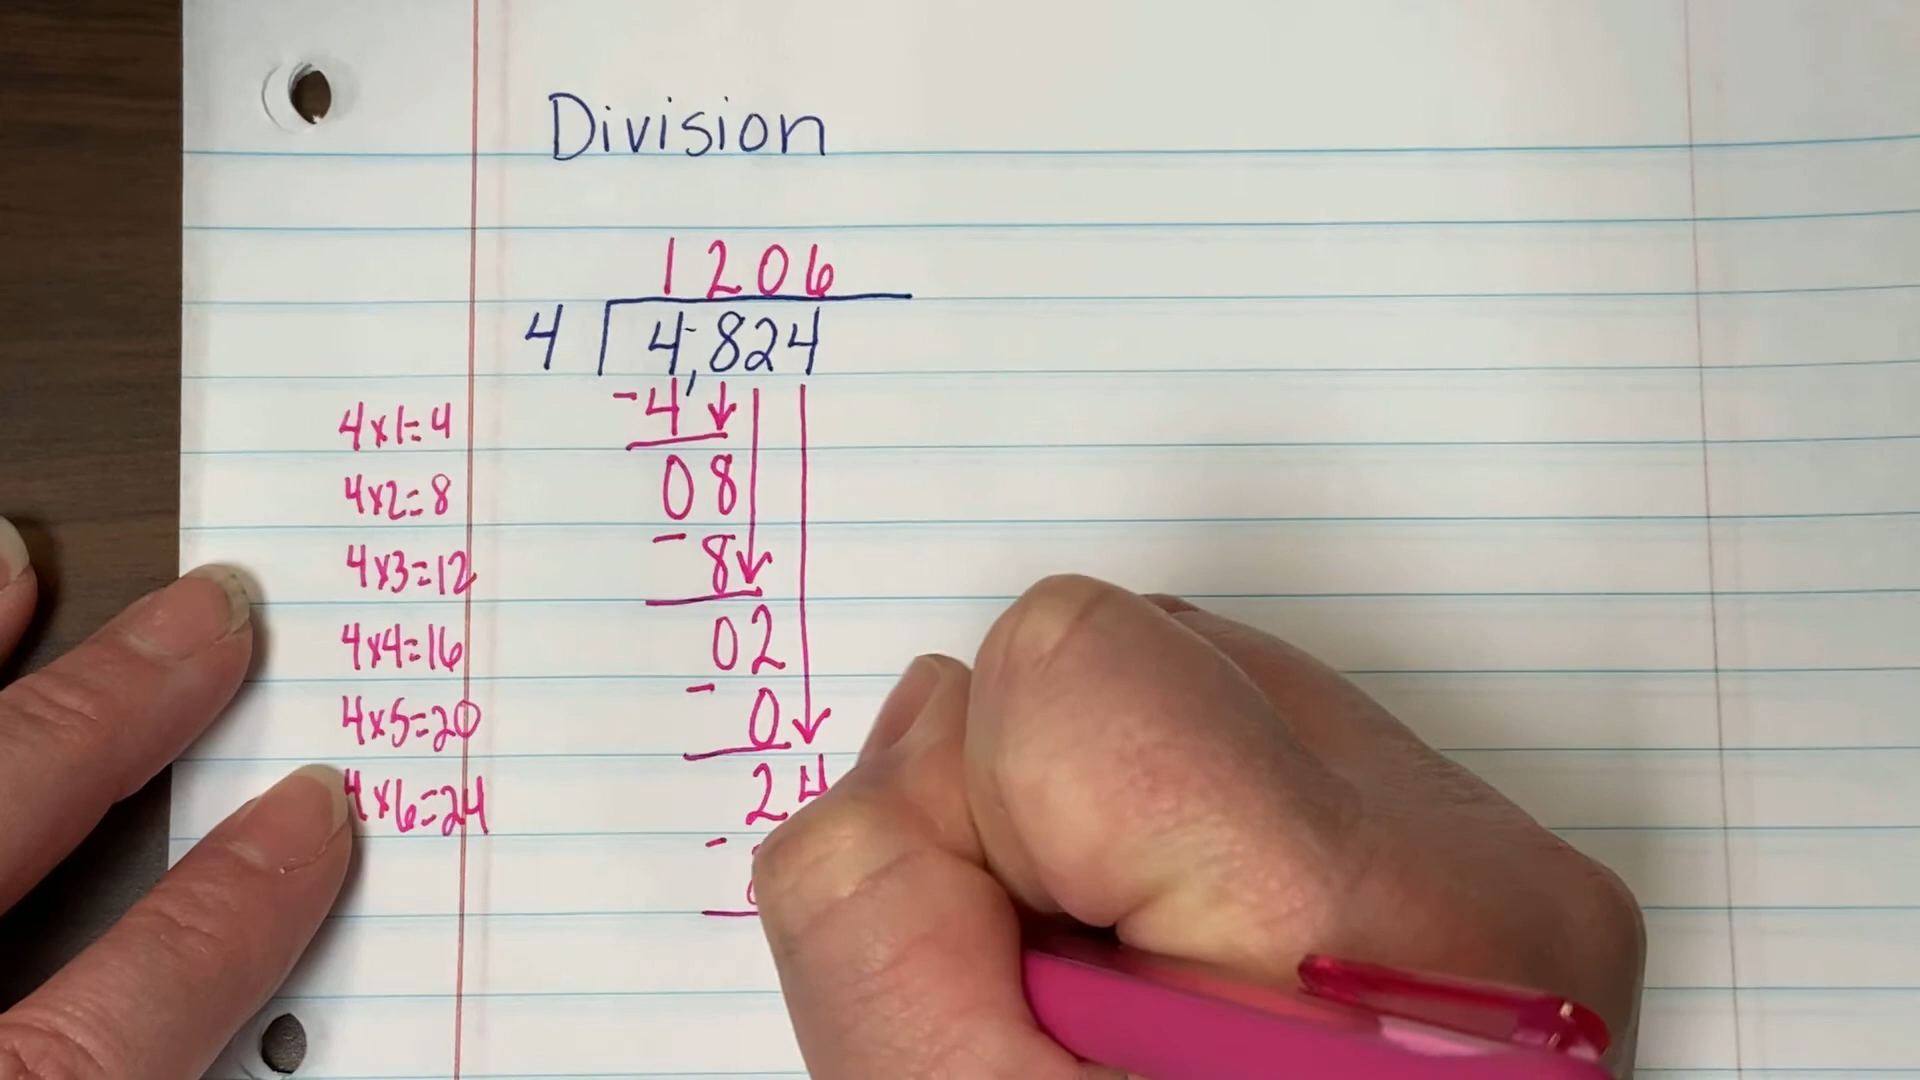 Division
1206
4 4,824
4x1=4 -4
08
4x2=8
4x3=12 - 8
4x4=16 02
4x5=20 - 0
4x6=24 24
-